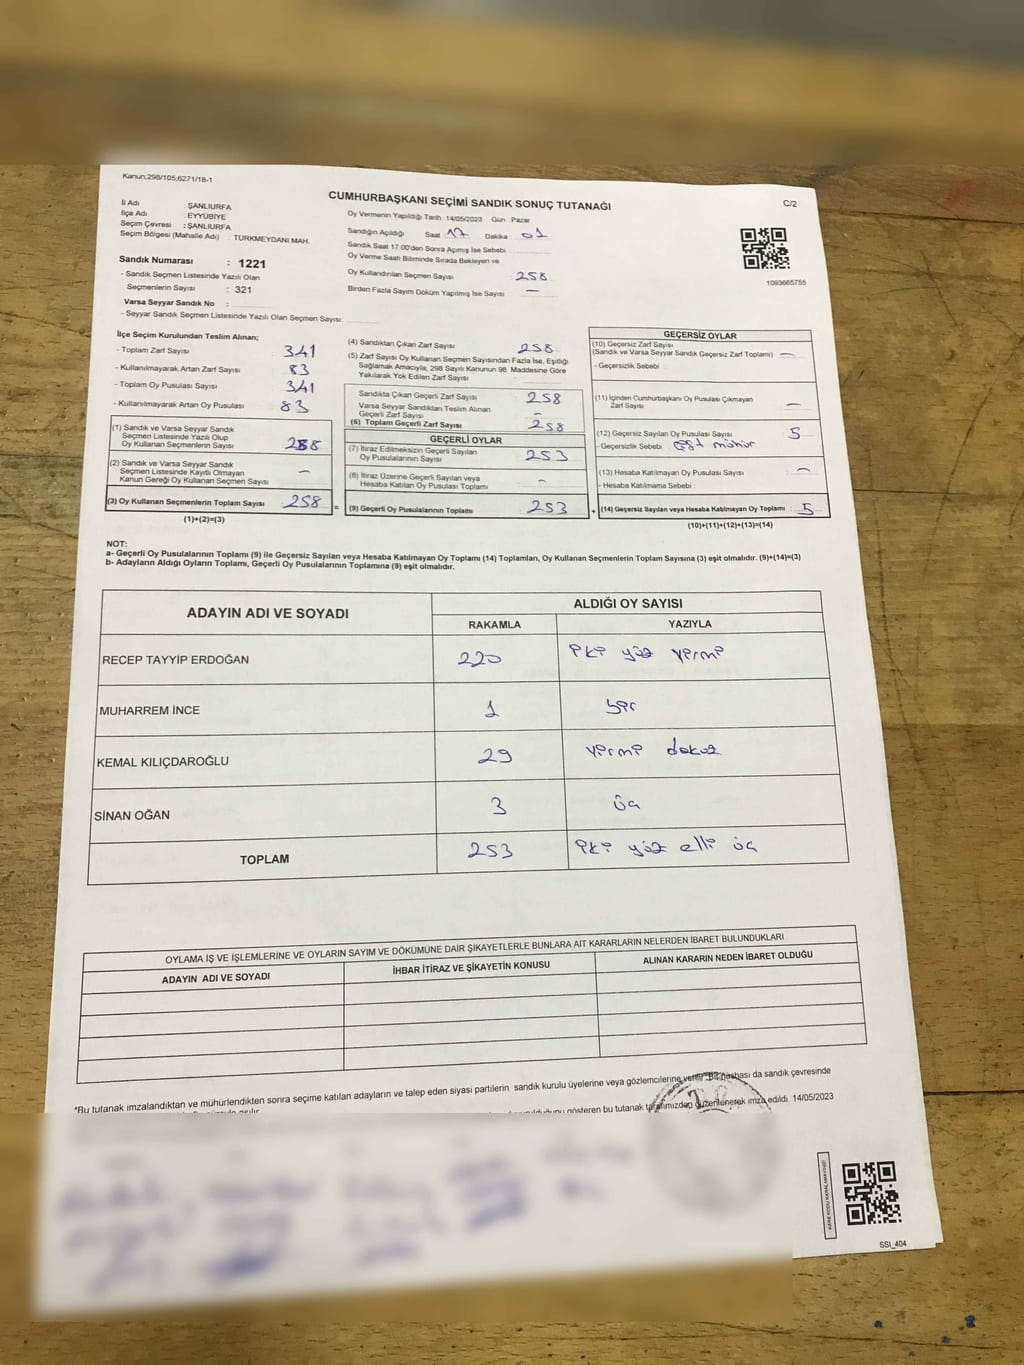 Kanun:298/105,6271/18-1
CUMHURBAŞKANI SEÇİMİ SANDIK SONUÇ TUTANAĞI
C/2
İl Adı : ŞANLIURFA
İlçe Adı : EYYÜBİYE
Seçim Çevresi : ŞANLIURFA
Seçim Bölgesi (Mahalle Adı) : TURKMEYDANI MAH.
Sandık Numarası : 1221
- Sandık Seçmen Listesinde Yazılı Olan
Seçmenlerin Sayısı : 321
Varsa Seyyar Sandık No :
- Seyyar Sandık Seçmen Listesinde Yazılı Olan Seçmen Sayısı:
Oy Vermenin Yapıldığı Tarih 14/05/2023 Gün Pazar
Sandığın Açıldığı Saat 17 Dakika : 01
Sandık Saat 17.00'den Sonra Açımış İse Sebebi
Oy Verme Saati Bitiminde Sırada Bekleyen ve
Oy Kullandırılan Seçmen Sayısı 258
Birden Fazla Sayım Döküm Yapılmış İse Sayısı —
1093665755
İlçe Seçim Kurulundan Teslim Alınan;
- Toplam Zarf Sayısı 341
- Kullanılmayarak Artan Zarf Sayısı 83
- Toplam Oy Pusulası Sayısı 341
- Kullanılmayarak Artan Oy Pusulası 83
(1) Sandık ve Varsa Seyyar Sandık
Seçmen Listesinde Yazılı Olup
Oy Kullanan Seçmenlerin Sayısı 258
(2) Sandık ve Varsa Seyyar Sandık
Seçmen Listesinde Kayıtlı Olmayan
Kanun Gereği Oy Kullanan Seçmen Sayısı —
(3) Oy Kullanan Seçmenlerin Toplam Sayısı 258 =
(1)+(2)=(3)
(4) Sandıktan Çıkan Zarf Sayısı 258
(5) Zarf Sayısı Oy Kullanan Seçmen Sayısından Fazla İse, Eşitliği
Sağlamak Amacıyla, 298 Sayılı Kanunun 98. Maddesine Göre
Yakılarak Yok Edilen Zarf Sayısı
Sandıkta Çıkan Geçerli Zarf Sayısı 258
Varsa Seyyar Sandıktan Teslim Alınan
Geçerli Zarf Sayısı -
(6) Toplam Geçerli Zarf Sayısı 258
GEÇERLİ OYLAR
(7) İtiraz Edilmeksizin Geçerli Sayılan
Oy Pusulalarının Sayısı 253
(8) İtiraz Üzerine Geçerli Sayılan veya
Hesaba Katılan Oy Pusulası Toplamı -
(9) Geçerli Oy Pusulalarının Toplamı 253 +
GEÇERSİZ OYLAR
(10) Geçersiz Zarf Sayısı
(Sandık ve Varsa Seyyar Sandık Geçersiz Zarf Toplamı) —
- Geçersizlik Sebebi
(11) İçinden Cumhurbaşkanı Oy Pusulası Çıkmayan
Zarf Sayısı —
(12) Geçersiz Sayılan Oy Pusulası Sayısı 5
- Geçersizlik Sebebi Çift mühür
(13) Hesaba Katılmayan Oy Pusulası Sayısı —
- Hesaba Katılmama Sebebi
(14) Geçersiz Sayılan veya Hesaba Katılmayan Oy Toplamı : 5
(10)+(11)+(12)+(13)=(14)
NOT:
a- Geçerli Oy Pusulalarının Toplamı (9) ile Geçersiz Sayılan veya Hesaba Katılmayan Oy Toplamı (14) Toplamları, Oy Kullanan Seçmenlerin Toplam Sayısına (3) eşit olmalıdır. (9)+(14)=(3)
b- Adayların Aldığı Oyların Toplamı, Geçerli Oy Pusulalarının Toplamına (9) eşit olmalıdır.
ADAYIN ADI VE SOYADI
ALDIĞI OY SAYISI
RAKAMLA YAZIYLA
RECEP TAYYİP ERDOĞAN 220 iki yüz yirmi
MUHARREM İNCE 1 bir
KEMAL KILIÇDAROĞLU 29 yirmi dokuz
SİNAN OĞAN 3 üç
TOPLAM 253 iki yüz elli üç
OYLAMA İŞ VE İŞLEMLERİNE VE OYLARIN SAYIM VE DÖKÜMÜNE DAİR ŞİKAYETLERLE BUNLARA AİT KARARLARIN NELERDEN İBARET BULUNDUKLARI
ADAYIN ADI VE SOYADI
İHBAR İTİRAZ VE ŞİKAYETİN KONUSU
ALINAN KARARIN NEDEN İBARET OLDUĞU
*Bu tutanak imzalandıktan ve mühürlendikten sonra seçime katılan adayların ve talep eden siyasi partilerin sandık kurulu üyelerine veya gözlemcilerine verilir. Bir nüshası da sandık çevresinde
gösteren bu tutanak tarafımızdan düzenlenerek imza edildi. 14/05/2023
SSİ_404